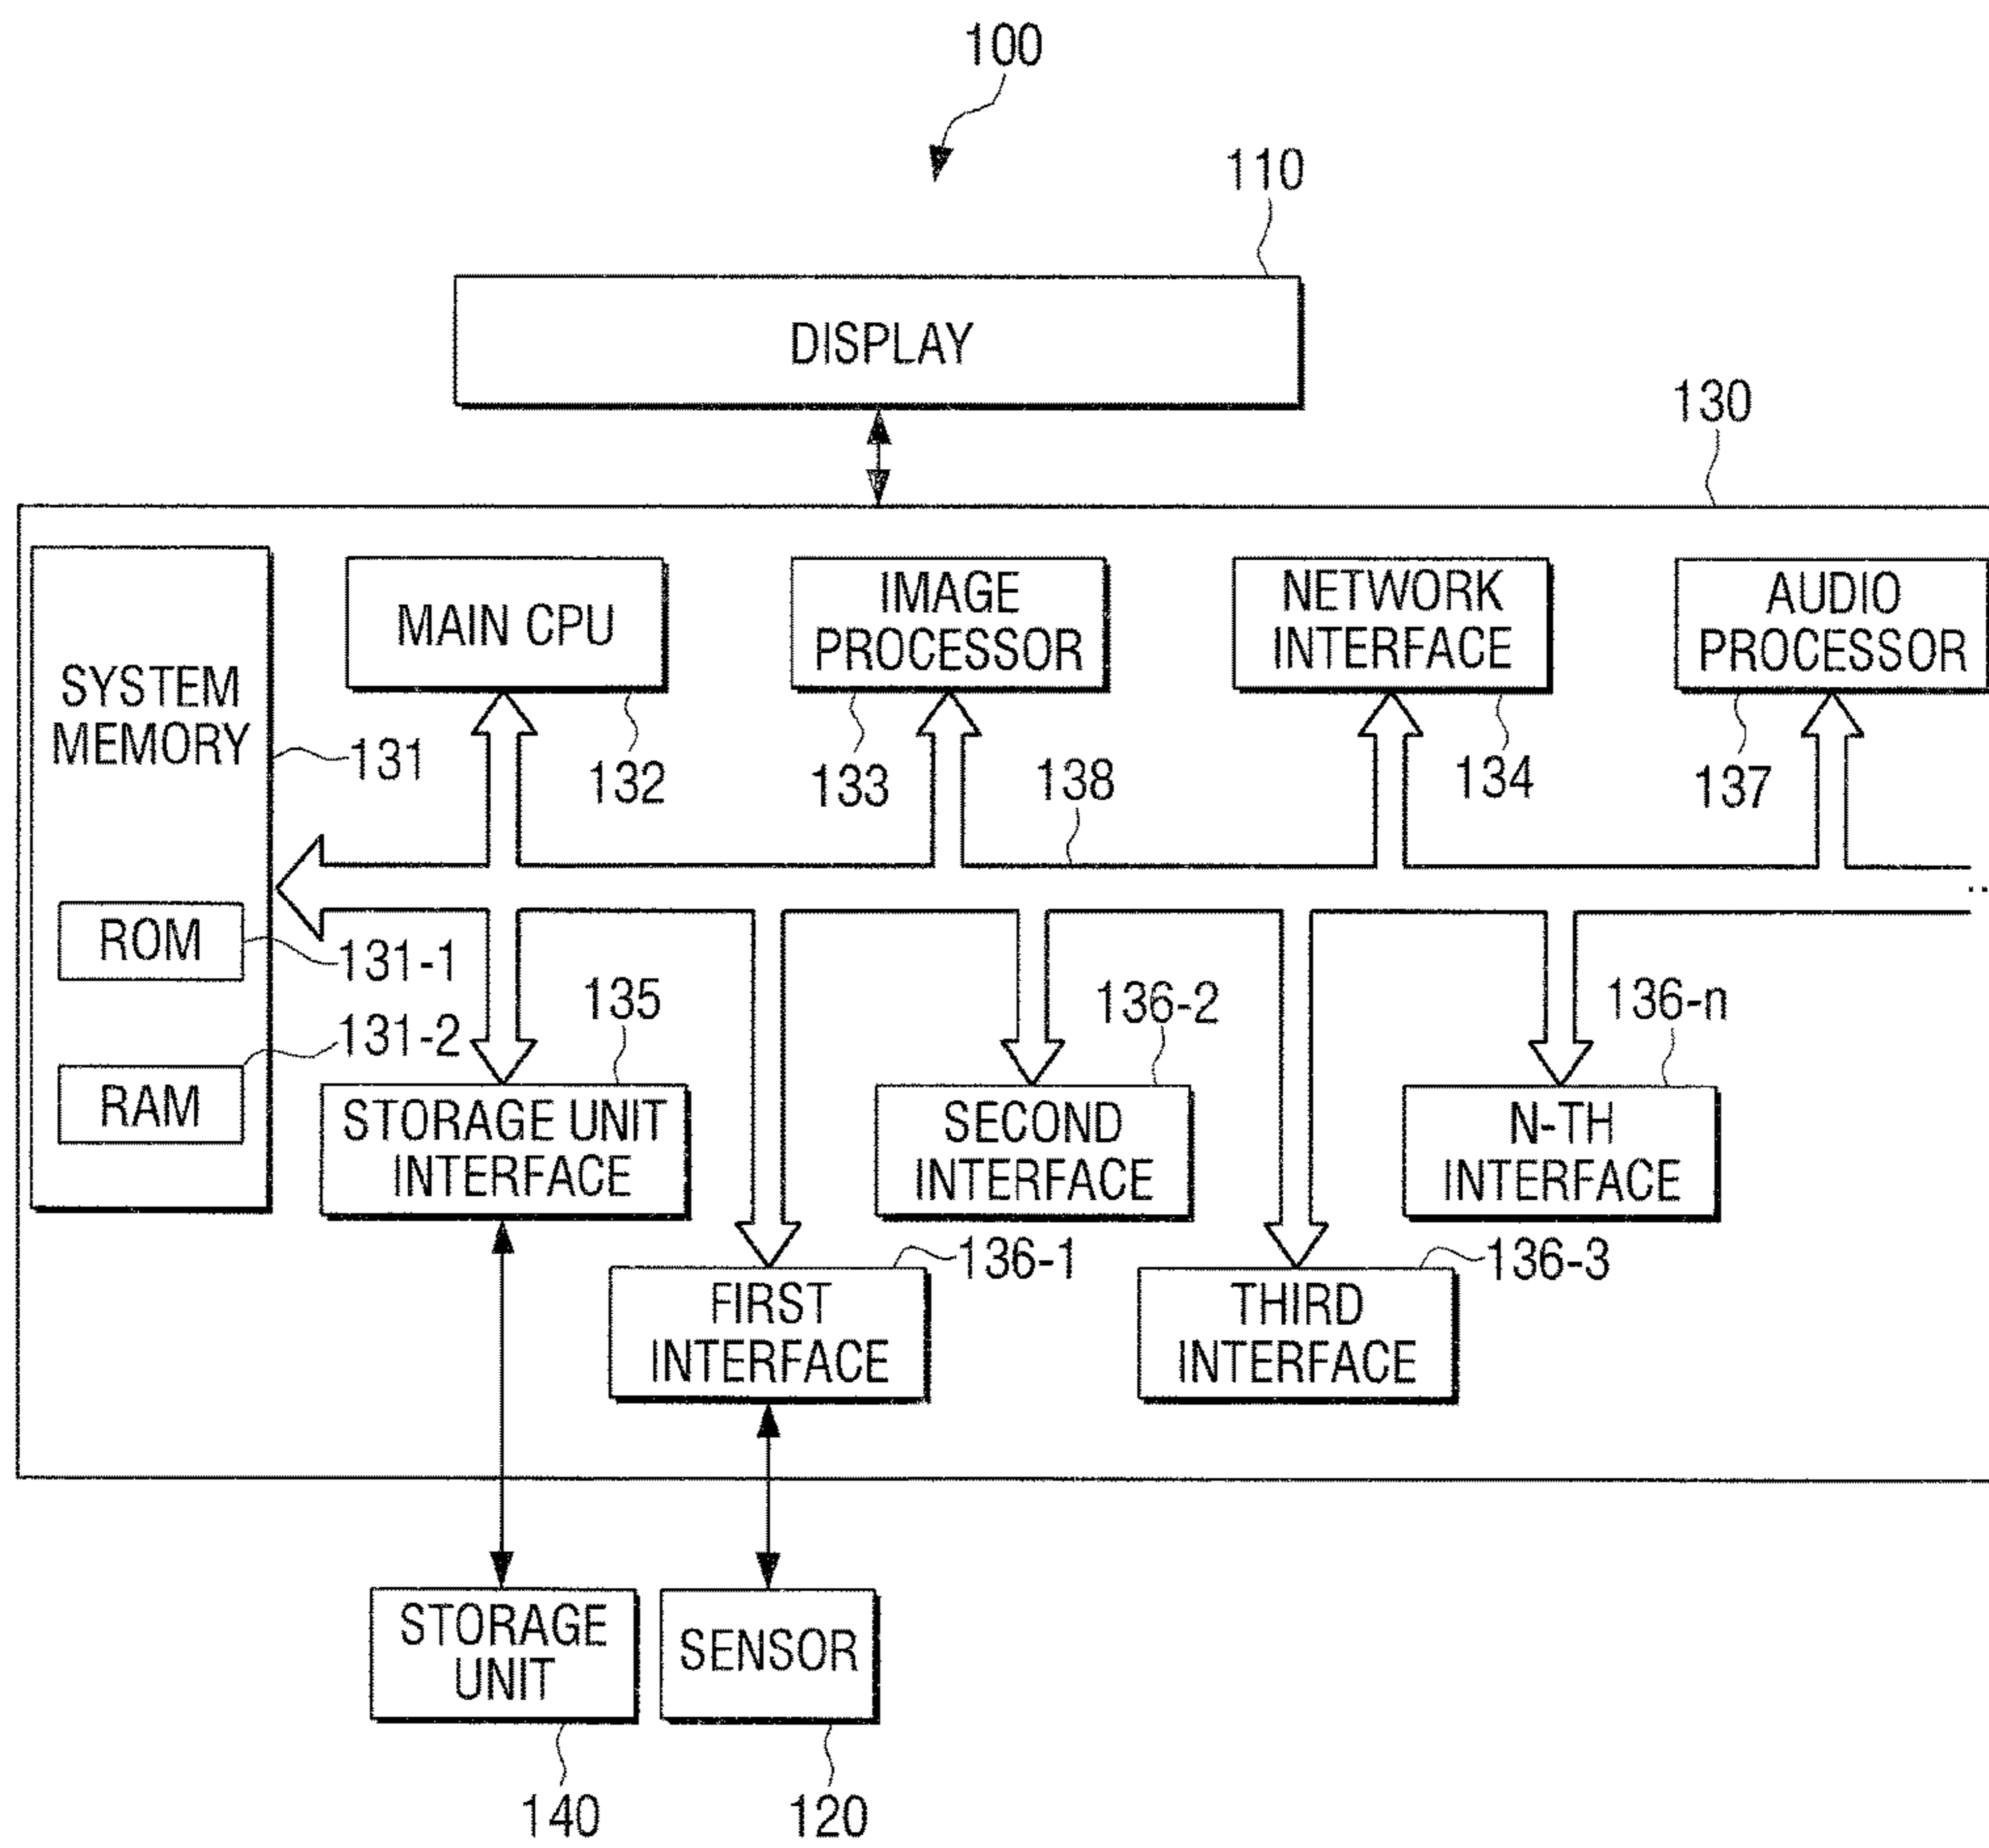 100
110
DISPLAY
130
SYSTEM
MEMORY
131
ROM
131-1
131-2
RAM
MAIN CPU
132
IMAGE
PROCESSOR
133
138
NETWORK
INTERFACE
134
AUDIO
PROCESSOR
137
..
135
STORAGE UNIT
INTERFACE
136-2
SECOND
INTERFACE
136-n
N-TH
INTERFACE
136-1
FIRST
INTERFACE
136-3
THIRD
INTERFACE
STORAGE
UNIT
140
SENSOR
120